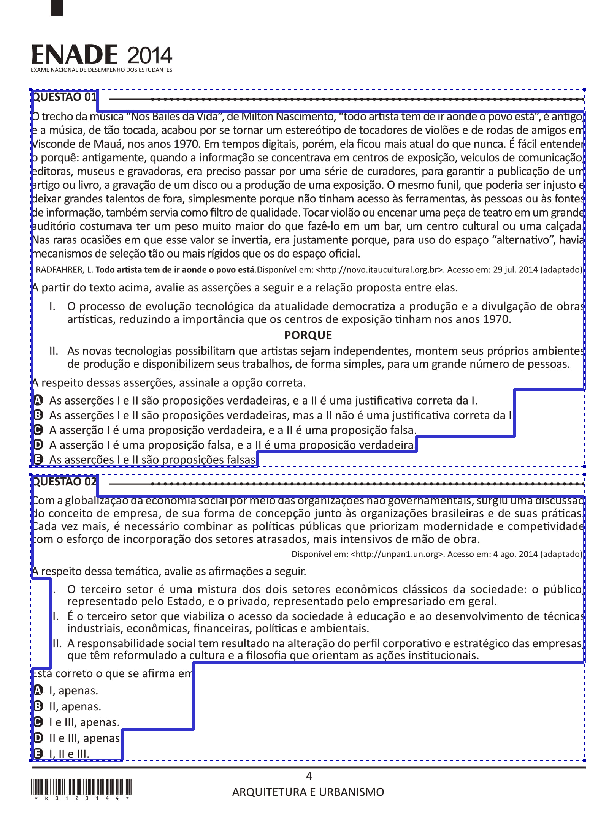 ENADE 2014
EXAME NACIONAL DE DESEMPENHO DOS ESTUDANTES
QUESTÃO 01
O trecho da música "Nos Bailes da Vida", de Milton Nascimento, "todo artista tem de ir aonde o povo está", é antigo,
e a música, de tão tocada, acabou por se tornar um estereótipo de tocadores de violões e de rodas de amigos em
Visconde de Mauá, nos anos 1970. Em tempos digitais, porém, ela ficou mais atual do que nunca. É fácil entender
o porquê: antigamente, quando a informação se concentrava em centros de exposição, veículos de comunicação,
editoras, museus e gravadoras, era preciso passar por uma série de curadores, para garantir a publicação de um
artigo ou livro, a gravação de um disco ou a produção de uma exposição. O mesmo funil, que poderia ser injusto e
deixar grandes talentos de fora, simplesmente porque não tinham acesso às ferramentas, às pessoas ou às fontes
de informação, também servia como filtro de qualidade. Tocar violão ou encenar uma peça de teatro em um grande
auditório costumava ter um peso muito maior do que fazê-lo em um bar, um centro cultural ou uma calçada.
Nas raras ocasiões em que esse valor se invertia, era justamente porque, para uso do espaço "alternativo", havia
mecanismos de seleção tão ou mais rígidos que os do espaço oficial.
RADFAHRER, L. Todo artista tem de ir aonde o povo está.Disponível em: <http://novo.itaucultural.org.br>. Acesso em: 29 jul. 2014 (adaptado).
A partir do texto acima, avalie as asserções a seguir e a relação proposta entre elas.
I. O processo de evolução tecnológica da atualidade democratiza a produção e a divulgação de obras
artísticas, reduzindo a importância que os centros de exposição tinham nos anos 1970.
PORQUE
II. As novas tecnologias possibilitam que artistas sejam independentes, montem seus próprios ambientes
de produção e disponibilizem seus trabalhos, de forma simples, para um grande número de pessoas.
A respeito dessas asserções, assinale a opção correta.
A As asserções I e II são proposições verdadeiras, e a II é uma justificativa correta da I.
B As asserções I e II são proposições verdadeiras, mas a II não é uma justificativa correta da I.
C A asserção I é uma proposição verdadeira, e a II é uma proposição falsa.
D A asserção I é uma proposição falsa, e a II é uma proposição verdadeira.
E As asserções I e II são proposições falsas.
QUESTÃO 02
Com a globalização da economia social por meio das organizações não governamentais, surgiu uma discussão
do conceito de empresa, de sua forma de concepção junto às organizações brasileiras e de suas práticas.
Cada vez mais, é necessário combinar as políticas públicas que priorizam modernidade e competividade
com o esforço de incorporação dos setores atrasados, mais intensivos de mão de obra.
Disponível em: <http://unpan1.un.org>. Acesso em: 4 ago. 2014 (adaptado).
A respeito dessa temática, avalie as afirmações a seguir.
I. O terceiro setor é uma mistura dos dois setores econômicos clássicos da sociedade: o público,
representado pelo Estado, e o privado, representado pelo empresariado em geral.
II. É o terceiro setor que viabiliza o acesso da sociedade à educação e ao desenvolvimento de técnicas
industriais, econômicas, financeiras, políticas e ambientais.
III. A responsabilidade social tem resultado na alteração do perfil corporativo e estratégico das empresas,
que têm reformulado a cultura e a filosofia que orientam as ações institucionais.
Está correto o que se afirma em
A I, apenas.
B II, apenas.
C I e III, apenas.
D II e III, apenas.
E I, II e III.
4
ARQUITETURA E URBANISMO